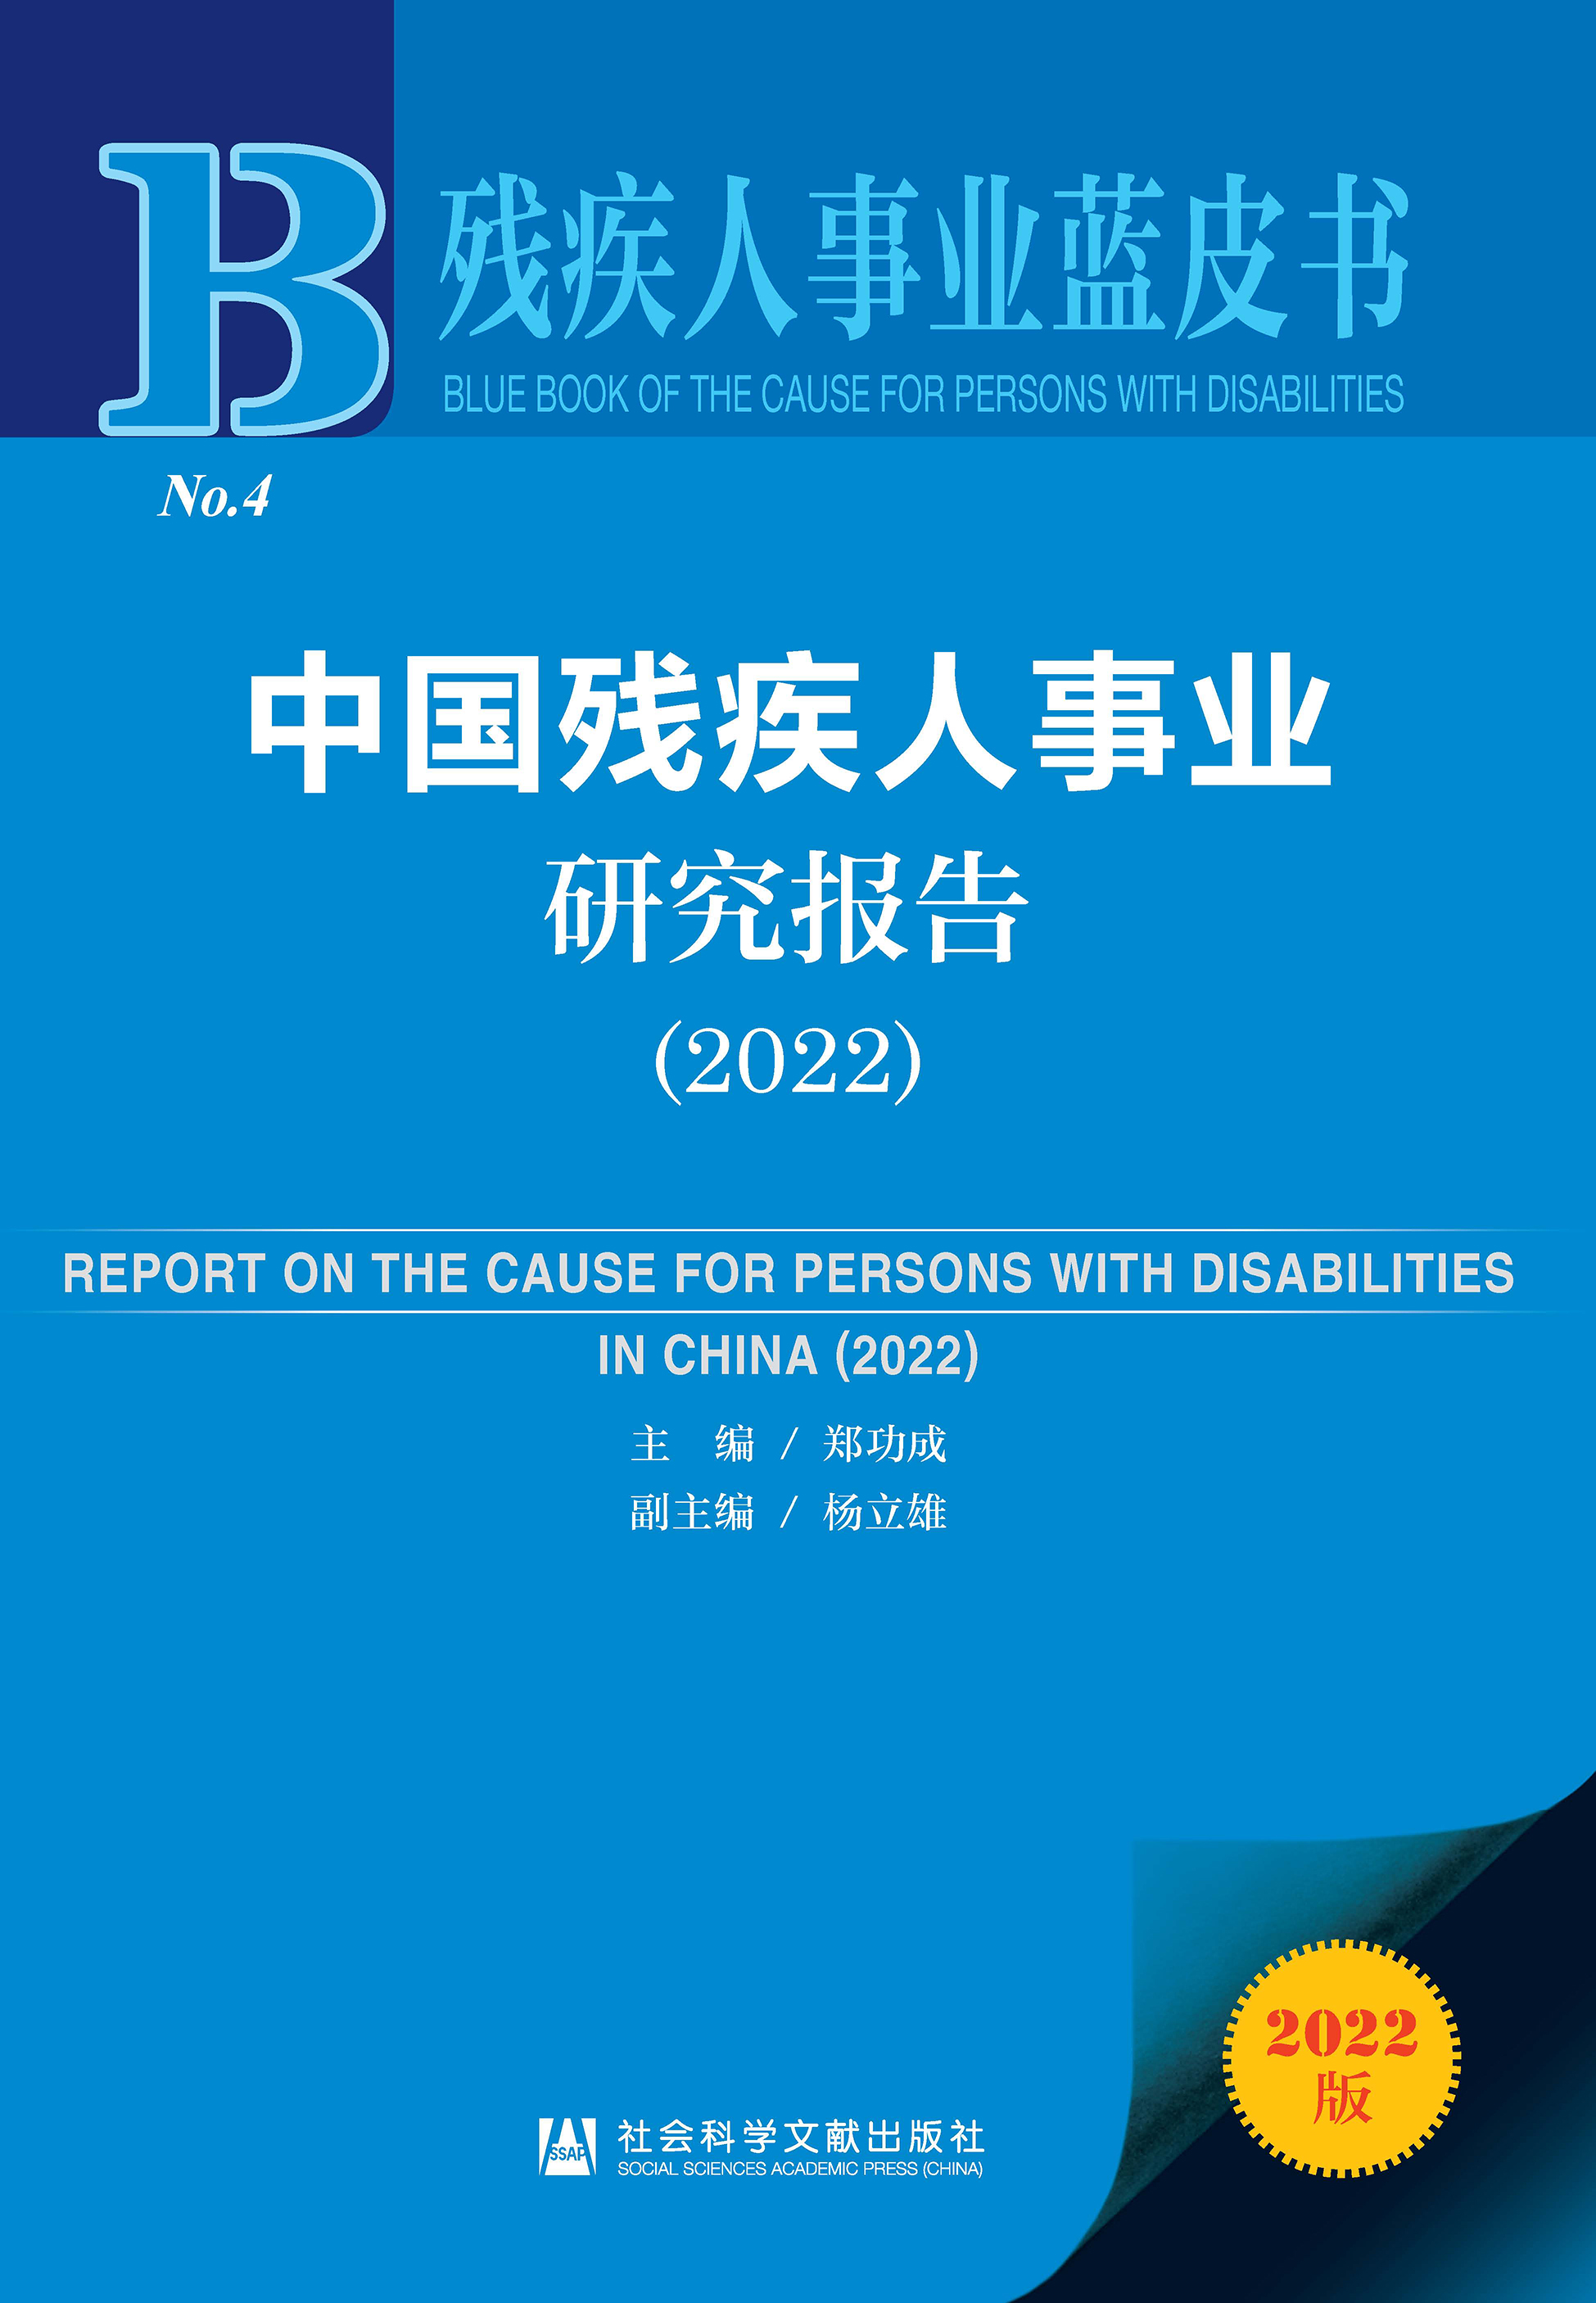 B
残疾人事业蓝皮书
BLUE BOOK OF THE CAUSE FOR PERSONS WITH DISABILITIES
No.4
中国残疾人事业
研究报告
(2022)
REPORT ON THE CAUSE FOR PERSONS WITH DISABILITIES
IN CHINA (2022)
主 编 / 郑功成
副主编 / 杨立雄
2022
版
SSAP
社会科学文献出版社
SOCIAL SCIENCES ACADEMIC PRESS (CHINA)